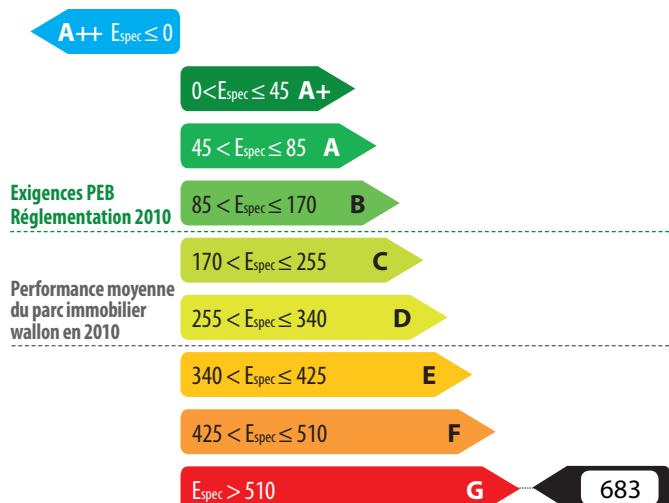 A++ Espec ≤ 0
0<Espec ≤ 45 A+
45 < Espec ≤ 85 A
Exigences PEB
Réglementation 2010
85 < Espec ≤ 170 B
170 < Espec ≤ 255 C
Performance moyenne
du parc immobilier
wallon en 2010
255 < Espec ≤ 340 D
340 < Espec ≤ 425 E
425 < Espec ≤ 510 F
Espec > 510 G 683